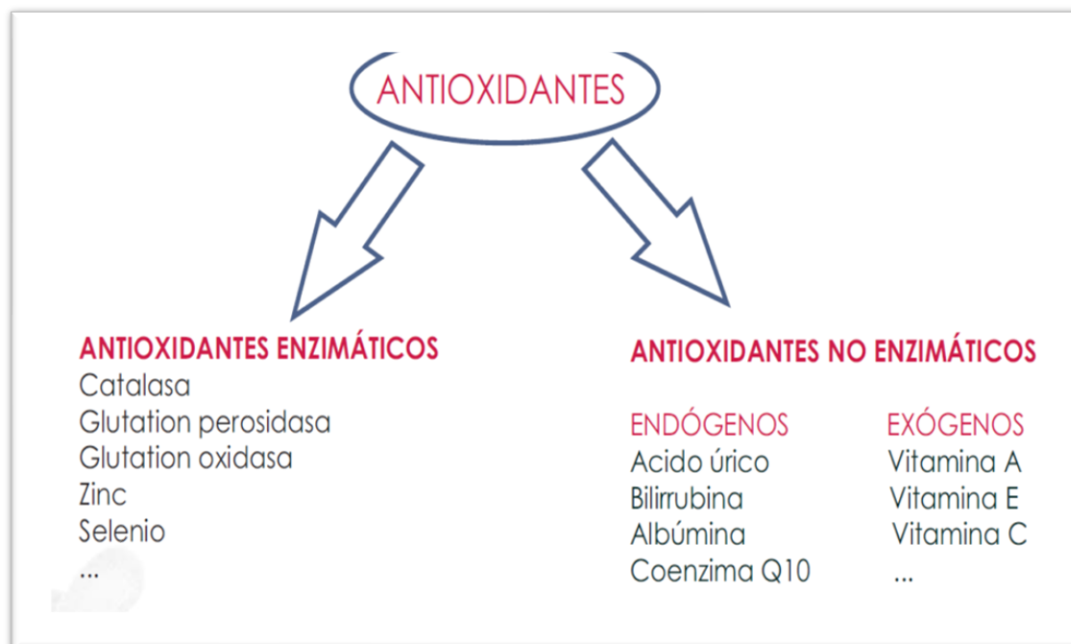 ANTIOXIDANTES
ANTIOXIDANTES ENZIMÁTICOS
Catalasa
Glutation perosidasa
Glutation oxidasa
Zinc
Selenio
...
ANTIOXIDANTES NO ENZIMÁTICOS
ENDÓGENOS
Acido úrico
Bilirrubina
Albúmina
Coenzima Q10
EXÓGENOS
Vitamina A
Vitamina E
Vitamina C
...